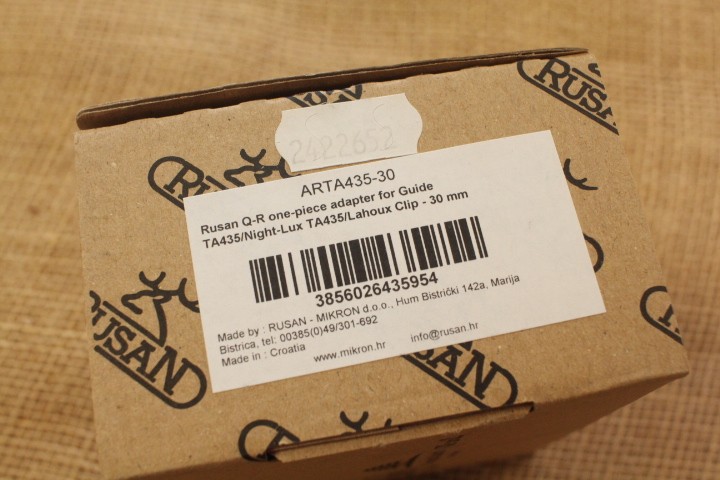 RUSAN
2422652
RUSAN
ARTA435-30
Rusan Q-R one-piece adapter for Guide
TA435/Night-Lux TA435/Lahoux Clip - 30 mm
3856026435954
Made by : RUSAN - MIKRON d.o.o., Hum Bistrički 142a, Marija
Bistrica, tel: 00385(0)49/301-692
Made in : Croatia
www.mikron.hr
info@rusan.hr
RUSAN
RUSAN